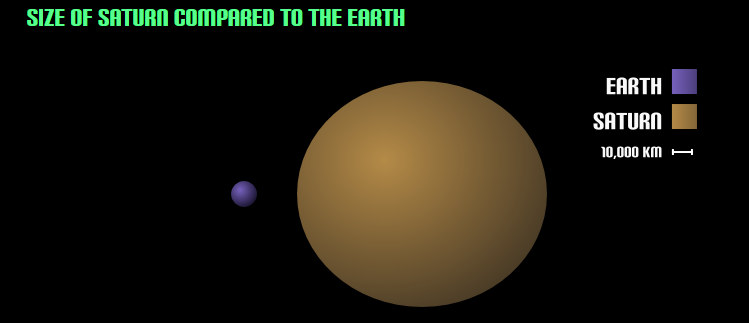 SIZE OF SATURN COMPARED TO THE EARTH
EARTH
SATURN
10,000 KM